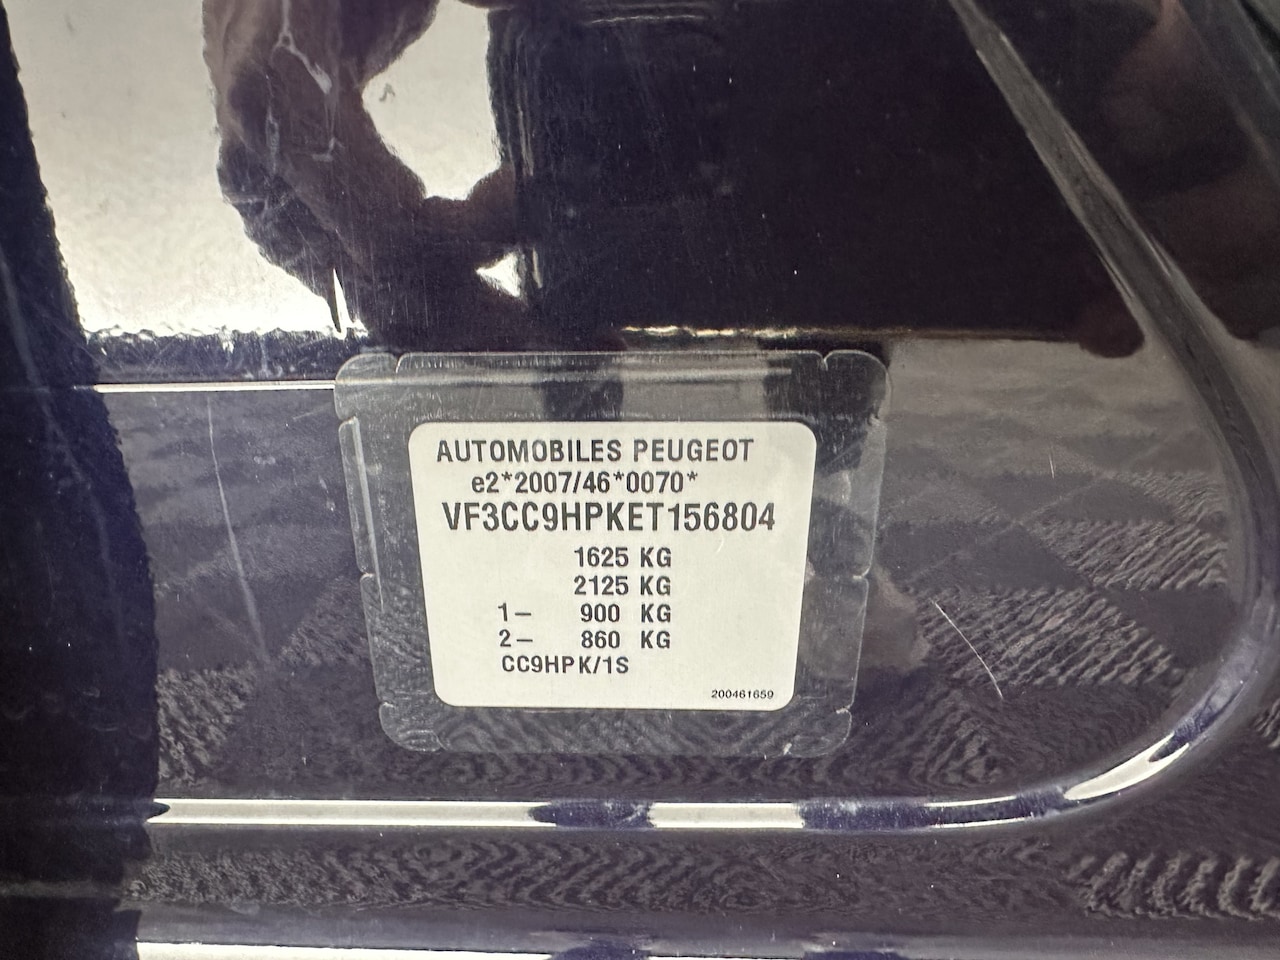 AUTOMOBILES PEUGEOT
e2*2007/46*0070*
VF3CC9HPKET156804
1625 KG
2125 KG
1– 900 KG
2– 860 KG
CC9HPK/1S
200461659